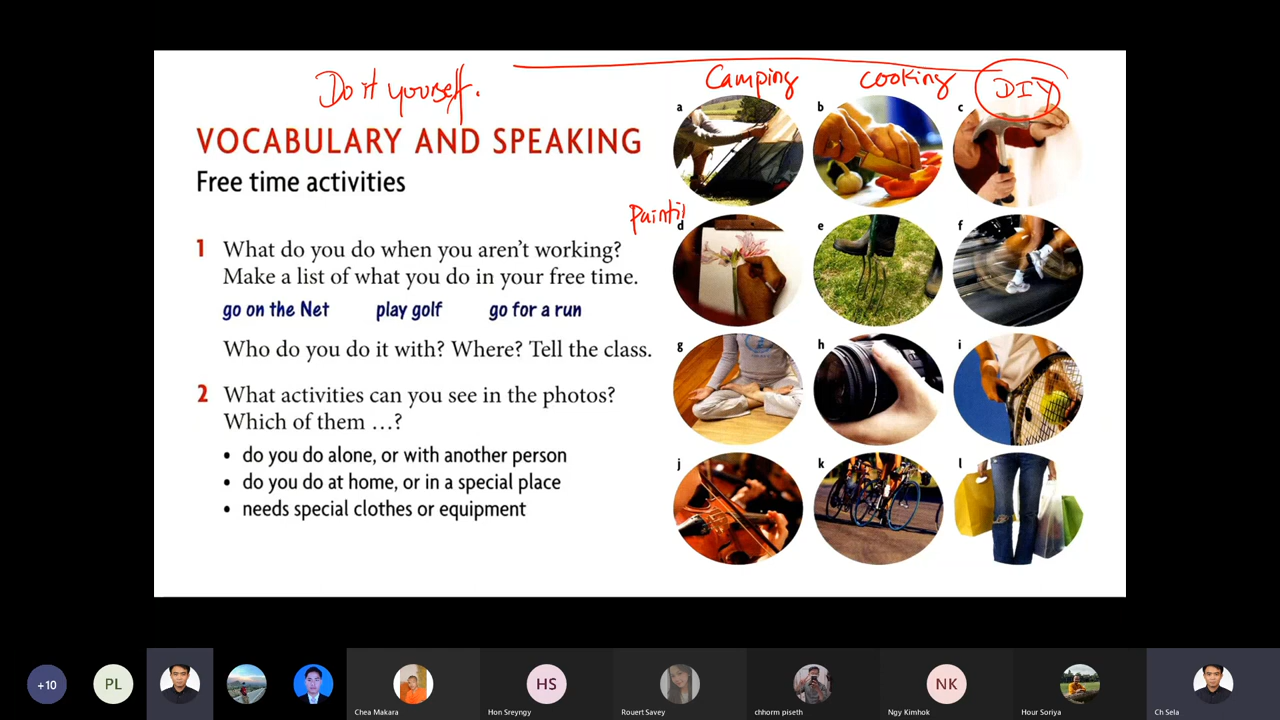 Do it yourself.
Camping
cooking
DIY
VOCABULARY AND SPEAKING
Free time activities
1 What do you do when you aren't working?
Make a list of what you do in your free time.
go on the Net play golf go for a run
Who do you do it with? Where? Tell the class.
2 What activities can you see in the photos?
Which of them …?
• do you do alone, or with another person
• do you do at home, or in a special place
• needs special clothes or equipment
a
b
c
Painti
d
e
f
g
h
i
j
k
l
+10
PL
HS
NK
Chea Makara
Hon Sreyngy
Rouert Savey
chhorm piseth
Ngy Kimhok
Hour Soriya
Ch Sela